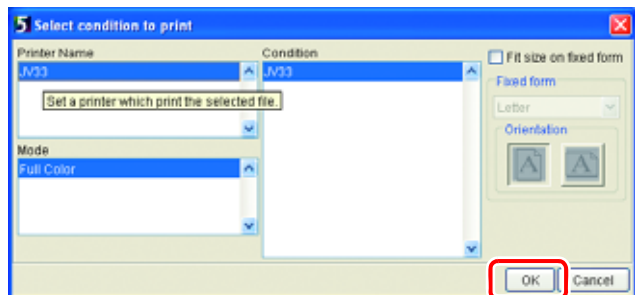 5 Select condition to print
Printer Name
JV33
Set a printer which print the selected file.
Mode
Full Color
Condition
JV33
Fit size on fixed form
Fixed form
Letter
Orientation
A
A
OK
Cancel